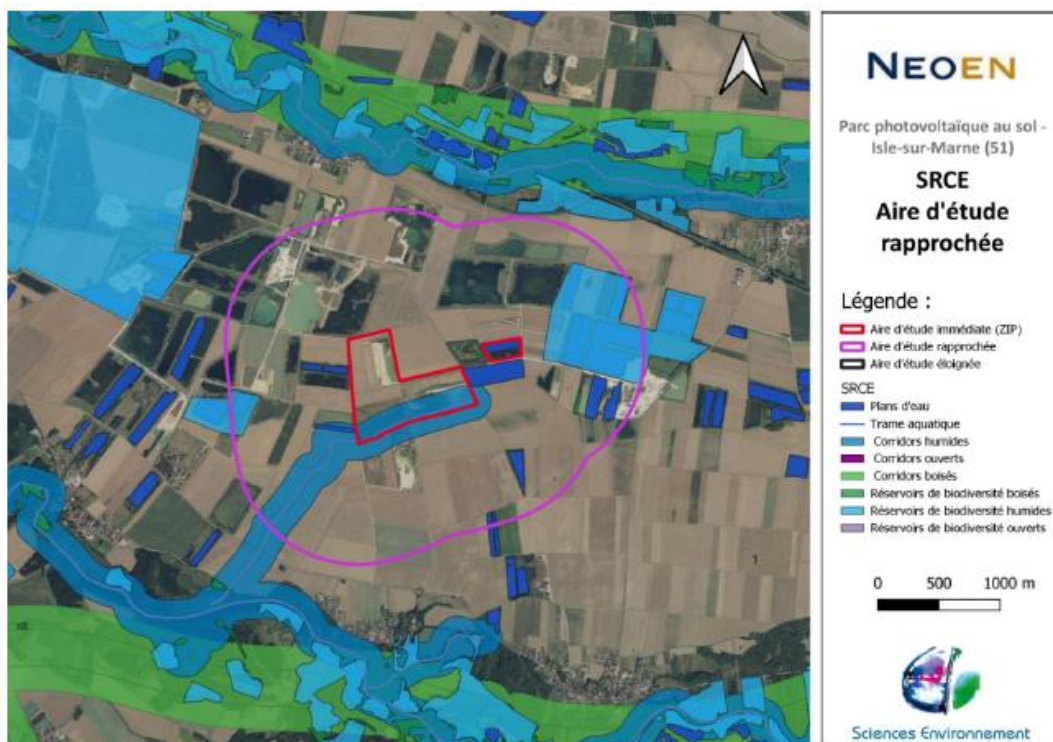 NEOEN
Parc photovoltaïque au sol -
Isle-sur-Marne (51)
SRCE
Aire d'étude
rapprochée
Légende :
Aire d'étude immédiate (ZIP)
Aire d'étude rapprochée
Aire d'étude éloignée
SRCE
Plans d'eau
Trame aquatique
Corridors humides
Corridors ouverts
Corridors boisés
Réservoirs de biodiversité boisés
Réservoirs de biodiversité humides
Réservoirs de biodiversité ouverts
0 500 1000 m
Sciences Environnement